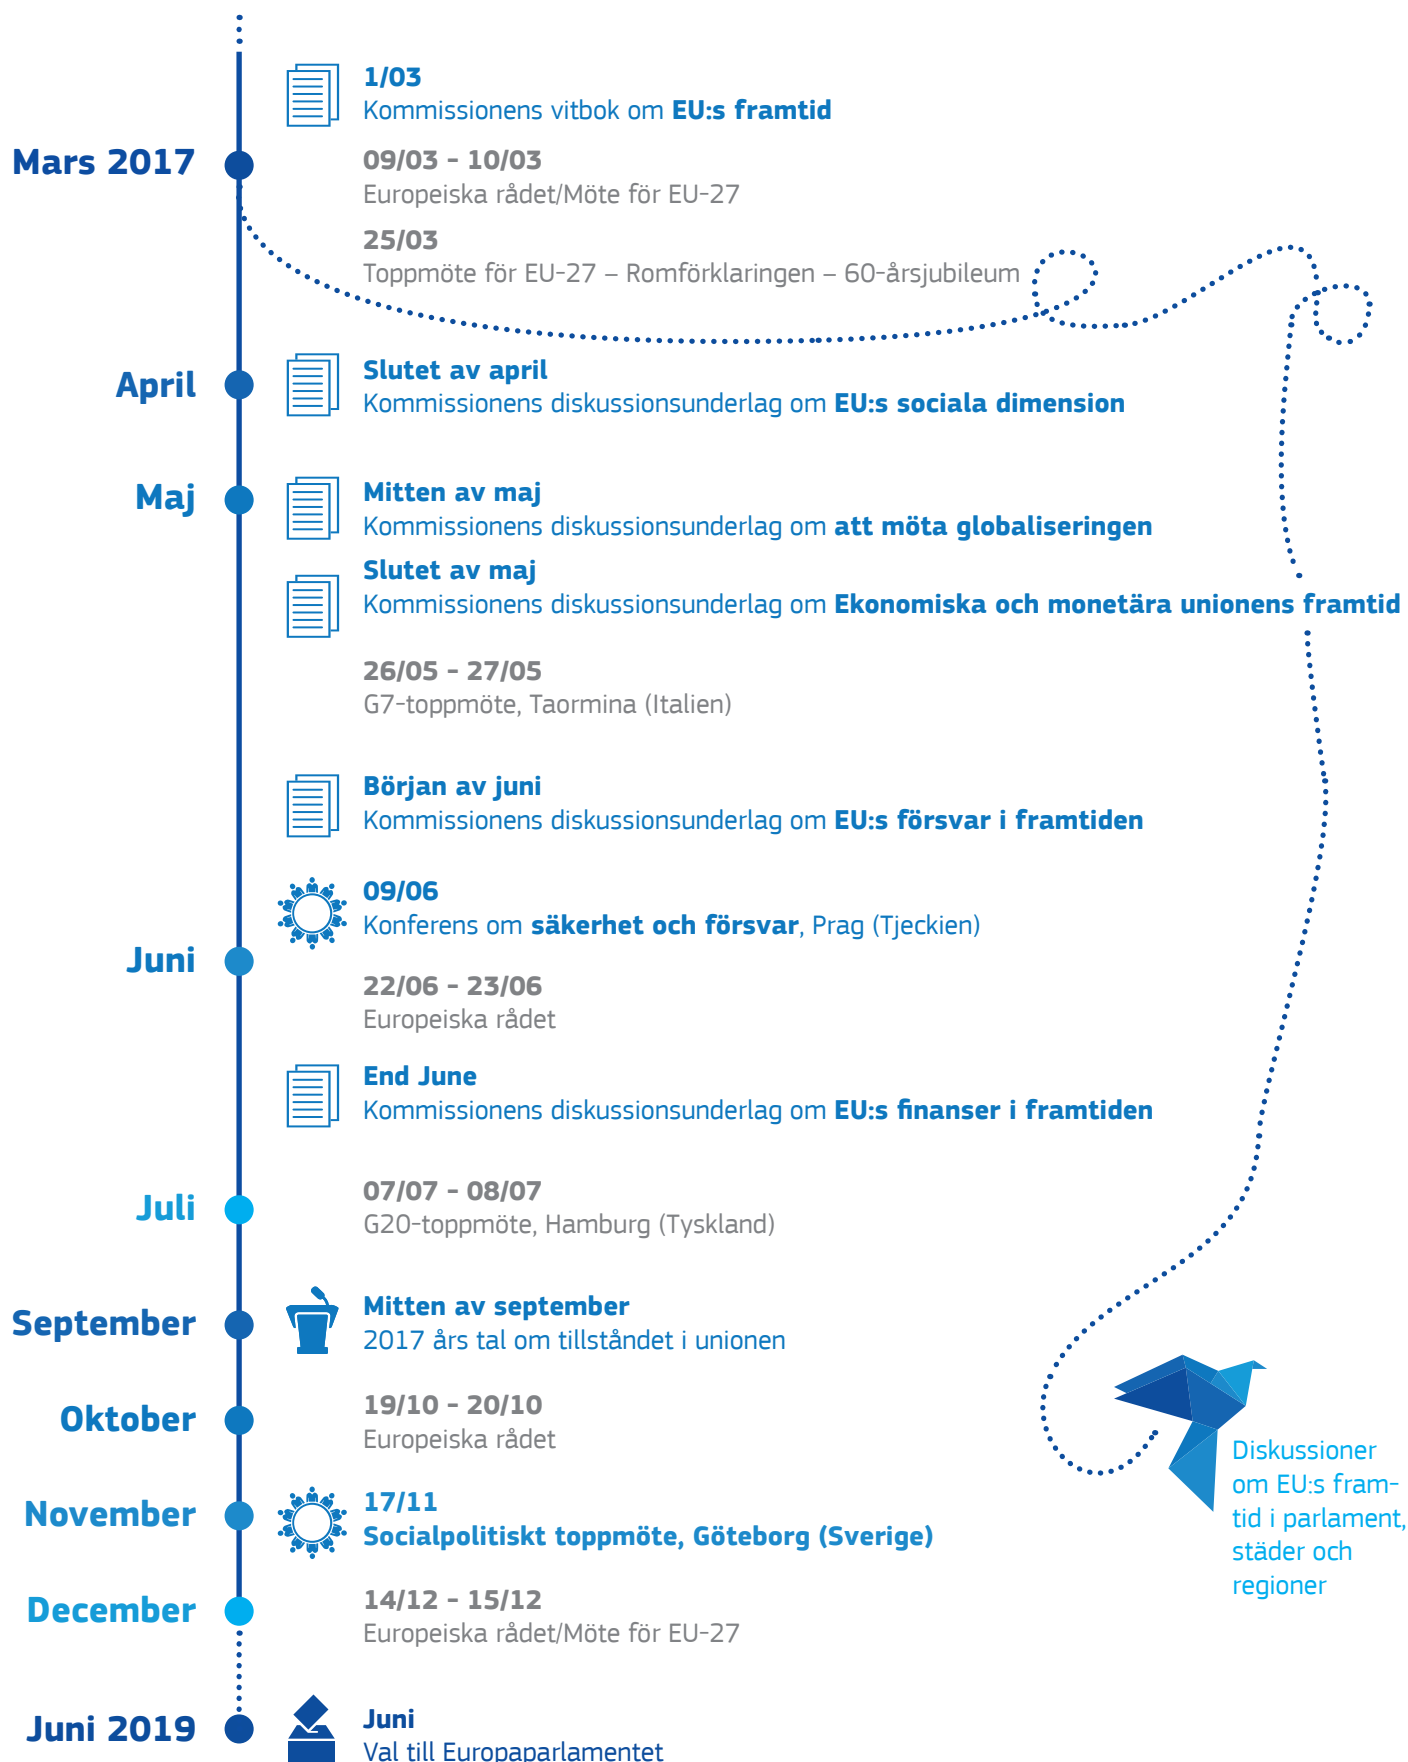 Mars 2017
1/03
Kommissionens vitbok om EU:s framtid
09/03 - 10/03
Europeiska rådet/Möte för EU-27
25/03
Toppmöte för EU-27 – Romförklaringen – 60-årsjubileum
April
Slutet av april
Kommissionens diskussionsunderlag om EU:s sociala dimension
Maj
Mitten av maj
Kommissionens diskussionsunderlag om att möta globaliseringen
Slutet av maj
Kommissionens diskussionsunderlag om Ekonomiska och monetära unionens framtid
26/05 - 27/05
G7-toppmöte, Taormina (Italien)
Början av juni
Kommissionens diskussionsunderlag om EU:s försvar i framtiden
09/06
Konferens om säkerhet och försvar, Prag (Tjeckien)
Juni
22/06 - 23/06
Europeiska rådet
End June
Kommissionens diskussionsunderlag om EU:s finanser i framtiden
Juli
07/07 - 08/07
G20-toppmöte, Hamburg (Tyskland)
September
Mitten av september
2017 års tal om tillståndet i unionen
Oktober
19/10 - 20/10
Europeiska rådet
November
17/11
Socialpolitiskt toppmöte, Göteborg (Sverige)
December
14/12 - 15/12
Europeiska rådet/Möte för EU-27
Juni 2019
Juni
Val till Europaparlamentet
Diskussioner
om EU:s fram-
tid i parlament,
städer och
regioner